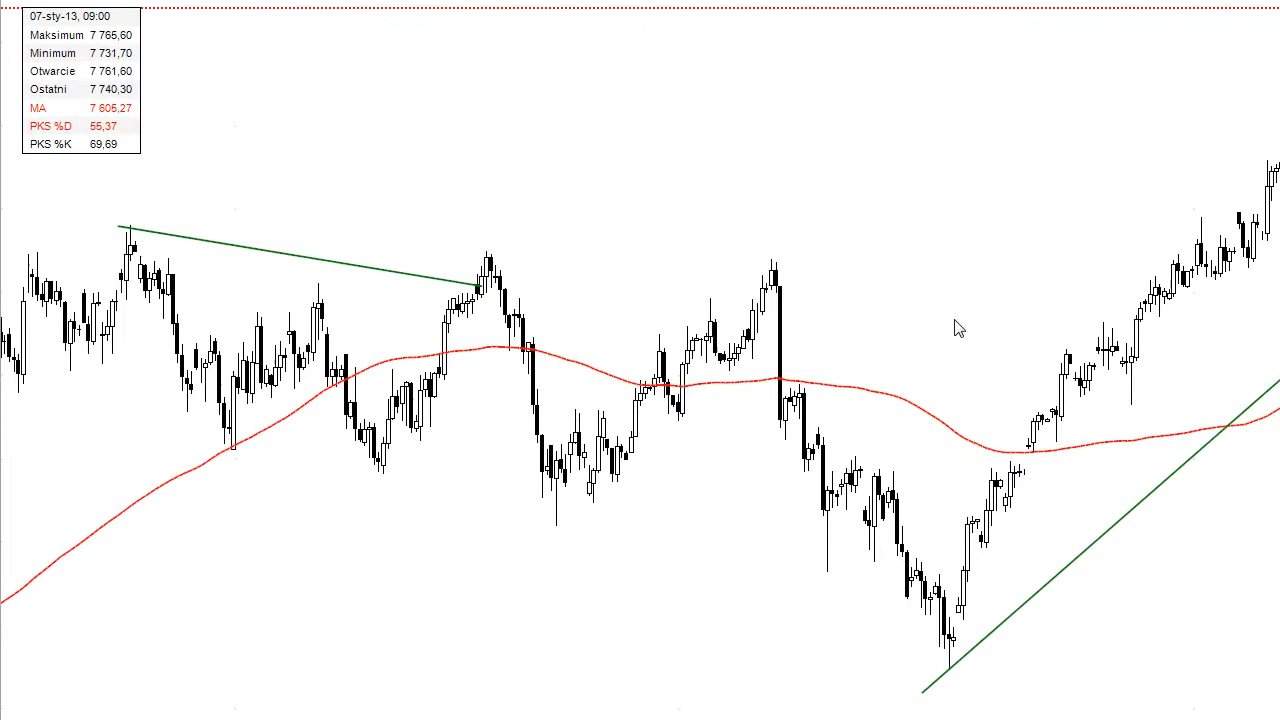 07-sty-13, 09:00
Maksimum 7 765,60
Minimum 7 731,70
Otwarcie 7 761,60
Ostatni 7 740,30
MA 7 605,27
PKS %D 55,37
PKS %K 69,69